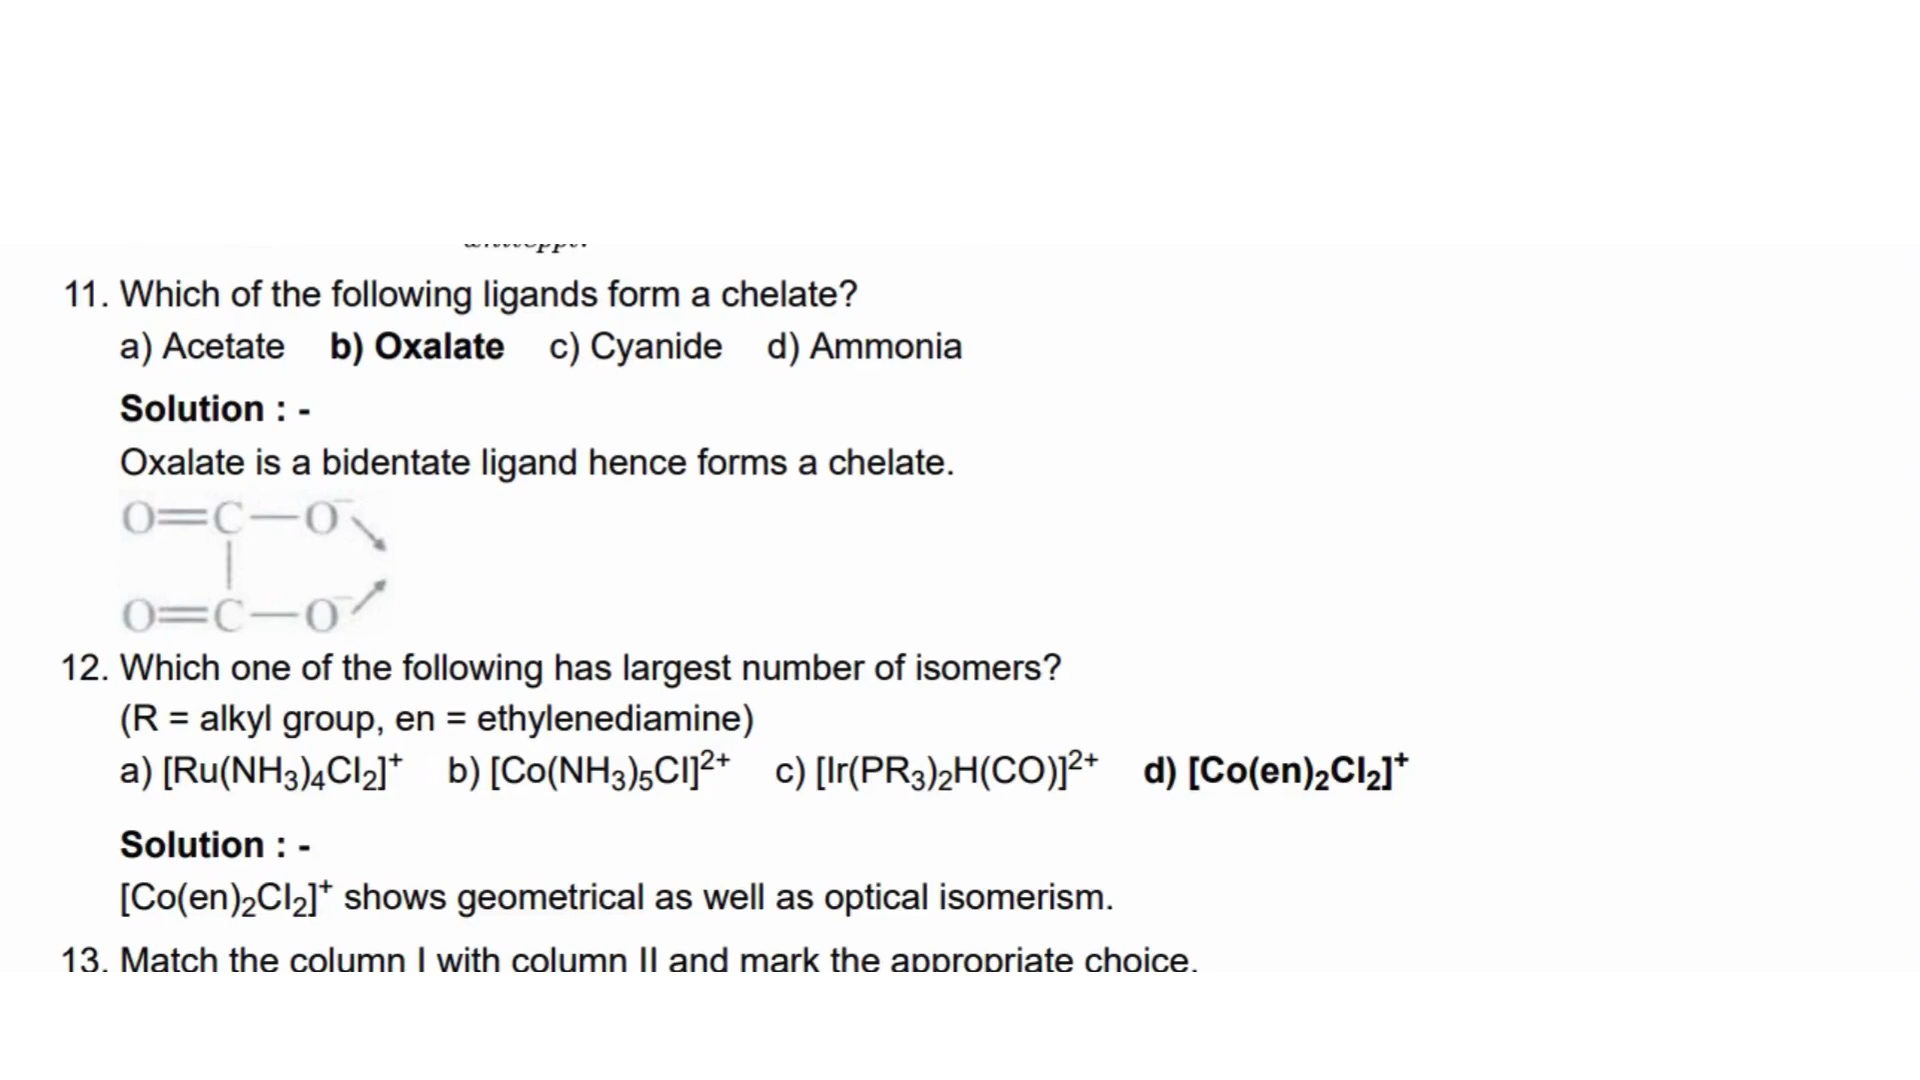 11. Which of the following ligands form a chelate?
a) Acetate b) Oxalate c) Cyanide d) Ammonia
Solution : -
Oxalate is a bidentate ligand hence forms a chelate.
O=C—O⁻
O=C—O⁻
12. Which one of the following has largest number of isomers?
(R = alkyl group, en = ethylenediamine)
a) [Ru(NH₃)₄Cl₂]⁺ b) [Co(NH₃)₅Cl]²⁺ c) [Ir(PR₃)₂H(CO)]²⁺ d) [Co(en)₂Cl₂]⁺
Solution : -
[Co(en)₂Cl₂]⁺ shows geometrical as well as optical isomerism.
13. Match the column I with column II and mark the appropriate choice.